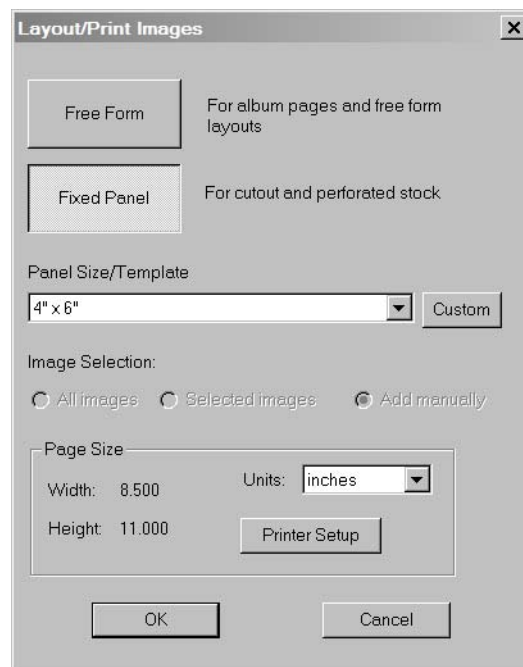 Layout/Print Images
Free Form
For album pages and free form
layouts
Fixed Panel
For cutout and perforated stock
Panel Size/Template
4" x 6"
Custom
Image Selection:
All images Selected images Add manually
Page Size
Width: 8.500
Units: inches
Height: 11.000
Printer Setup
OK Cancel